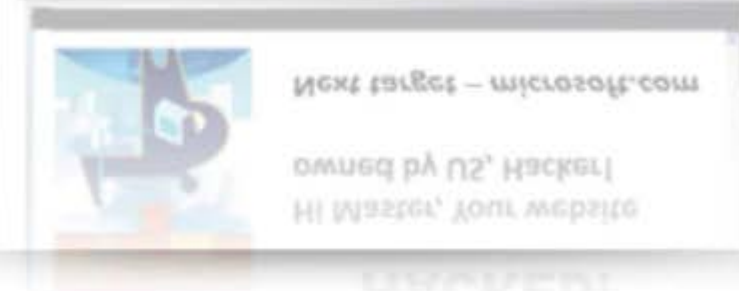 Hi Master, Your website
owned by US, Hacker!
Next target – microsoft.com